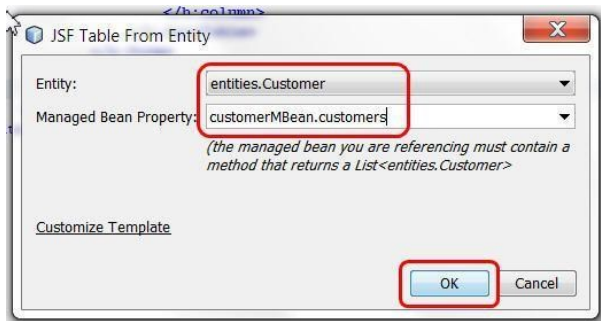 </h:column>
JSF Table From Entity
Entity: entities.Customer
Managed Bean Property: customerMBean.customers
(the managed bean you are referencing must contain a
method that returns a List<entities.Customer>
Customize Template
OK Cancel